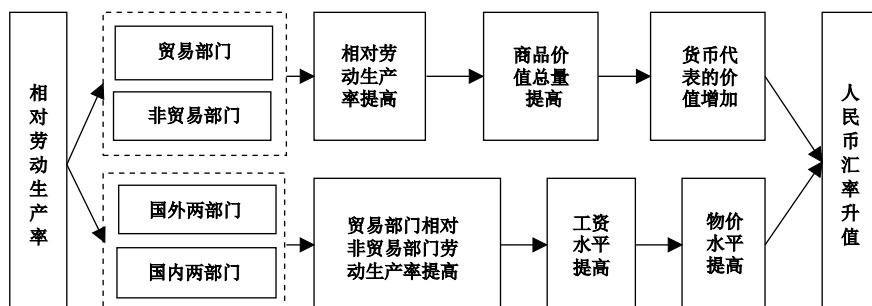 相对劳动生产率
贸易部门
非贸易部门
相对劳
动生产
率提高
商品价
值总量
提高
货币代
表的价
值增加
国外两部门
国内两部门
贸易部门相对
非贸易部门劳
动生产率提高
工资
水平
提高
物价
水平
提高
人民币汇率升值